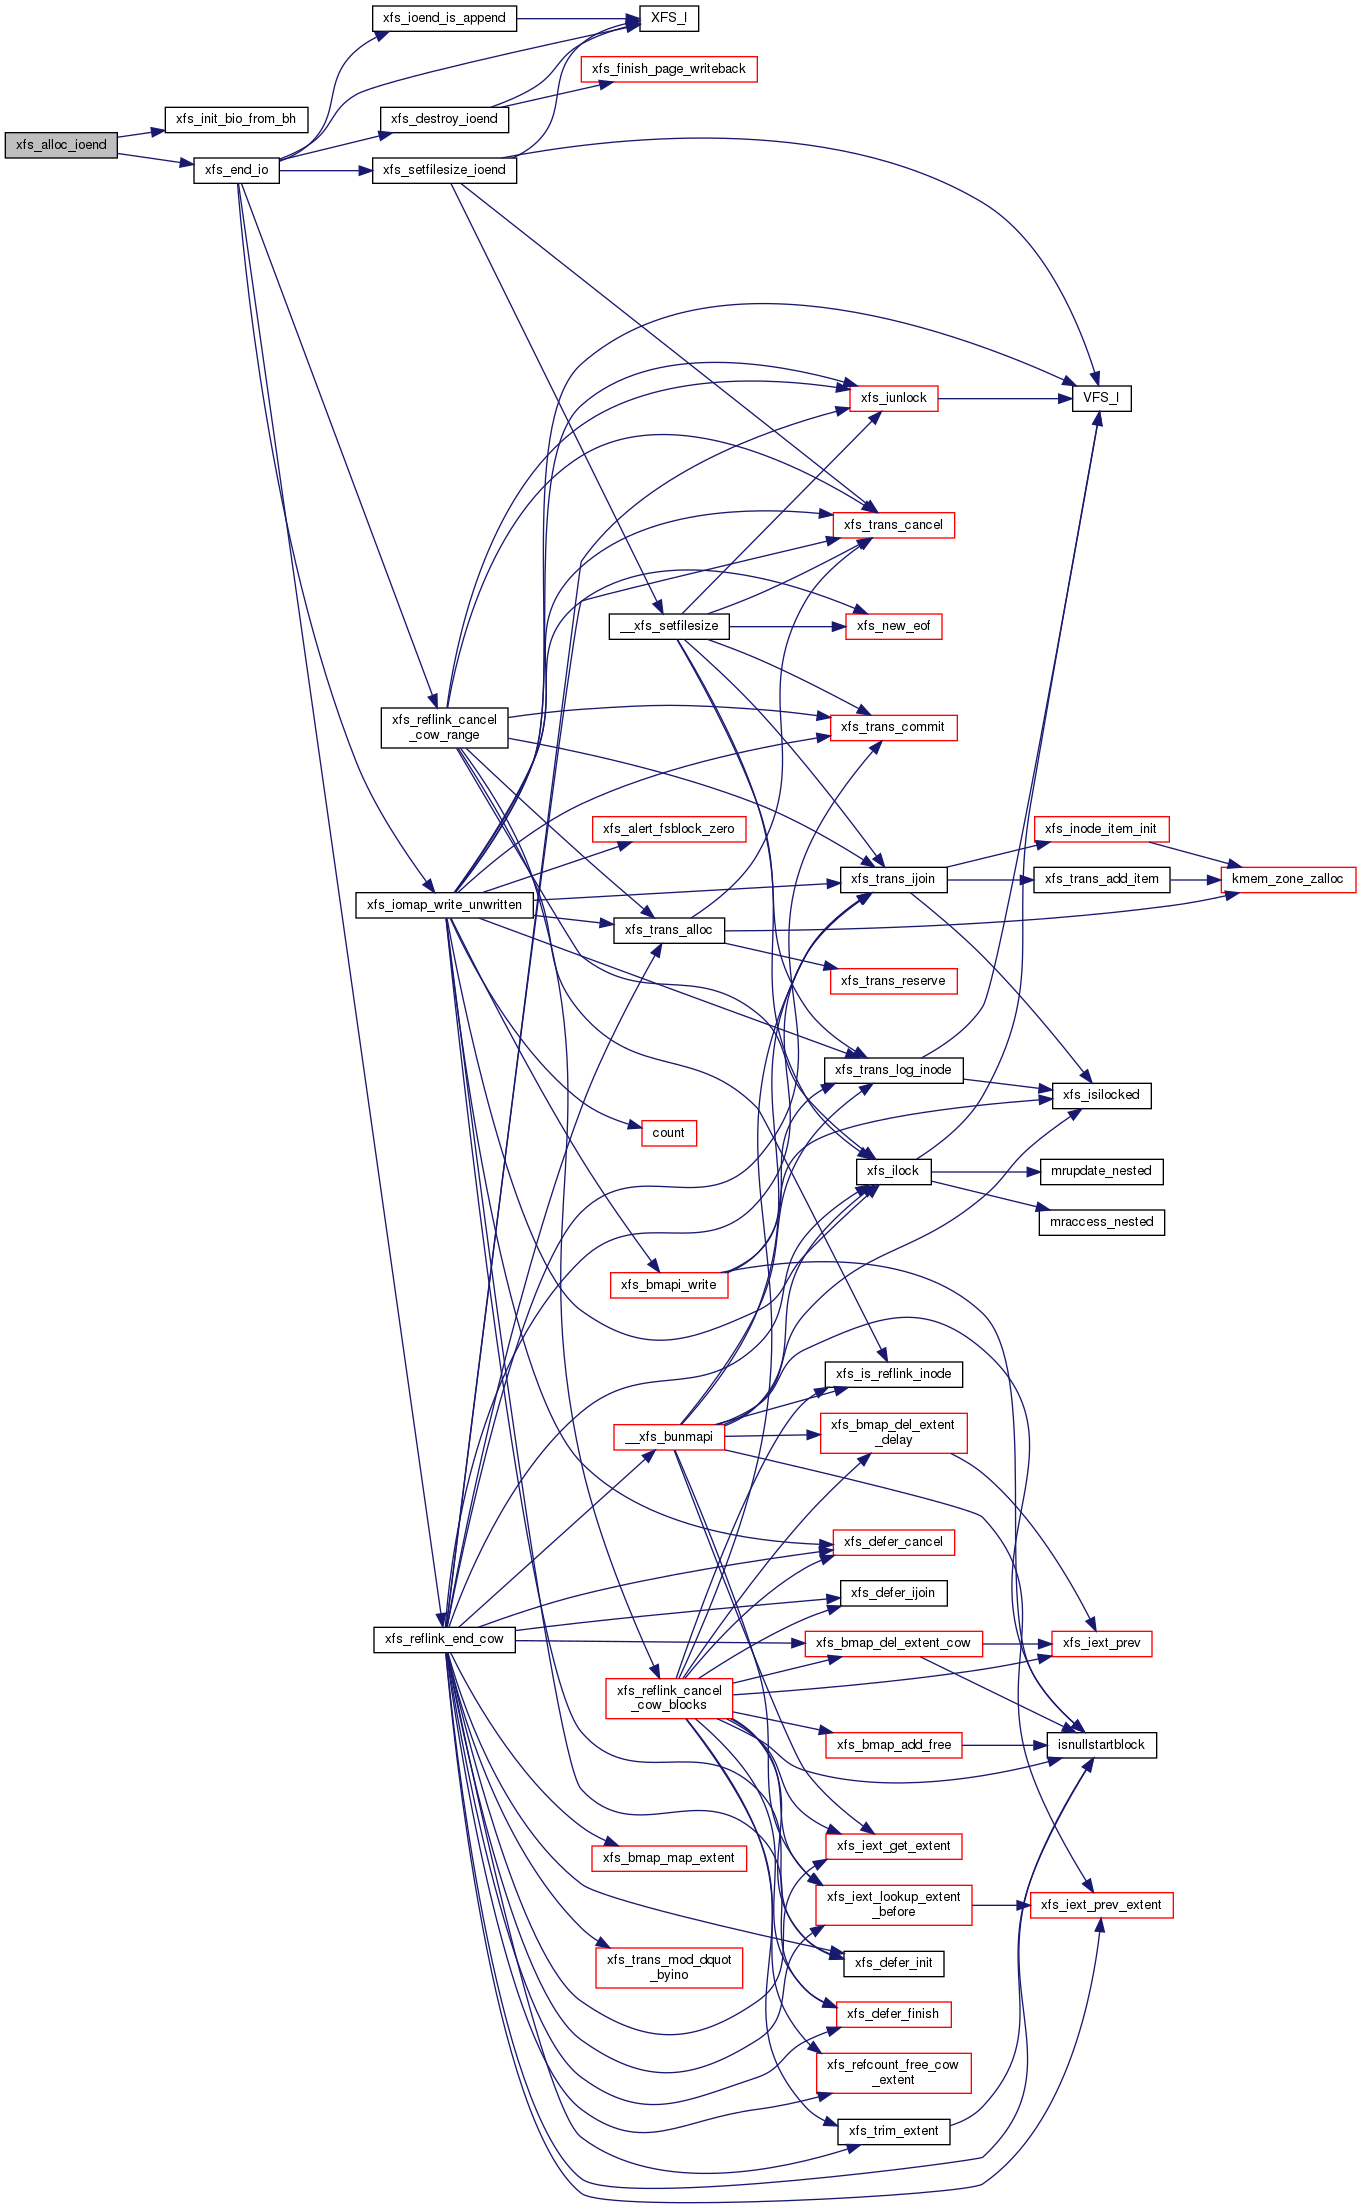 xfs_ioend_is_append
XFS_I
xfs_finish_page_writeback
xfs_init_bio_from_bh
xfs_destroy_ioend
xfs_alloc_ioend
xfs_end_io
xfs_setfilesize_ioend
xfs_iunlock
VFS_I
xfs_trans_cancel
__xfs_setfilesize
xfs_new_eof
xfs_reflink_cancel
_cow_range
xfs_trans_commit
xfs_alert_fsblock_zero
xfs_inode_item_init
xfs_trans_ijoin
xfs_trans_add_item
kmem_zone_zalloc
xfs_iomap_write_unwritten
xfs_trans_alloc
xfs_trans_reserve
xfs_trans_log_inode
xfs_isilocked
count
xfs_ilock
mrupdate_nested
mraccess_nested
xfs_bmapi_write
xfs_is_reflink_inode
__xfs_bunmapi
xfs_bmap_del_extent
_delay
xfs_defer_cancel
xfs_defer_ijoin
xfs_reflink_end_cow
xfs_bmap_del_extent_cow
xfs_iext_prev
xfs_reflink_cancel
_cow_blocks
xfs_bmap_add_free
isnullstartblock
xfs_bmap_map_extent
xfs_iext_get_extent
xfs_iext_lookup_extent
_before
xfs_iext_prev_extent
xfs_trans_mod_dquot
_byino
xfs_defer_init
xfs_defer_finish
xfs_refcount_free_cow
_extent
xfs_trim_extent